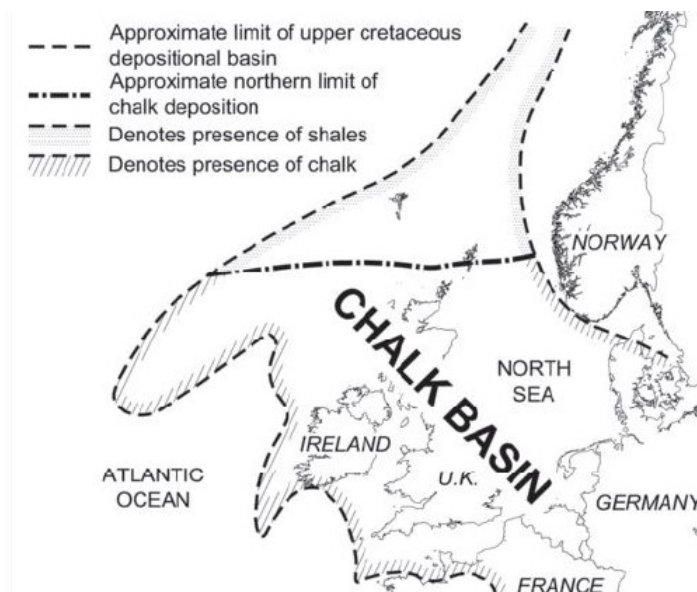 Approximate limit of upper cretaceous
depositional basin
Approximate northern limit of
chalk deposition
Denotes presence of shales
Denotes presence of chalk
NORWAY
CHALK BASIN
NORTH
SEA
IRELAND
ATLANTIC
OCEAN
U.K.
GERMANY
FRANCE